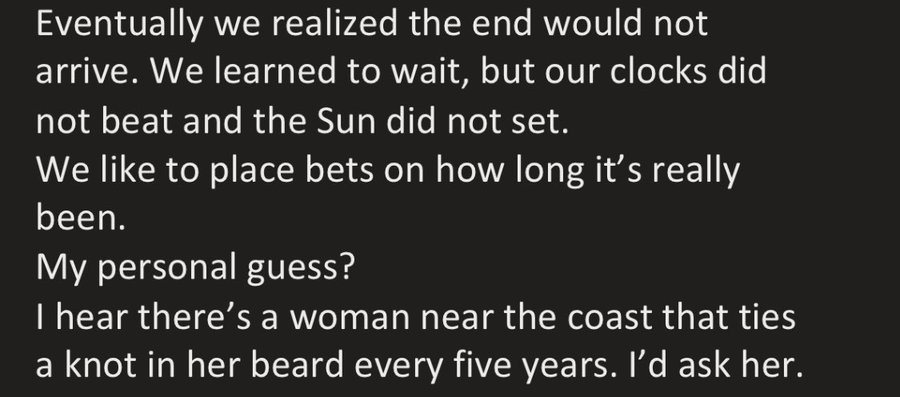 Eventually we realized the end would not
arrive. We learned to wait, but our clocks did
not beat and the Sun did not set.
We like to place bets on how long it’s really
been.
My personal guess?
I hear there’s a woman near the coast that ties
a knot in her beard every five years. I’d ask her.